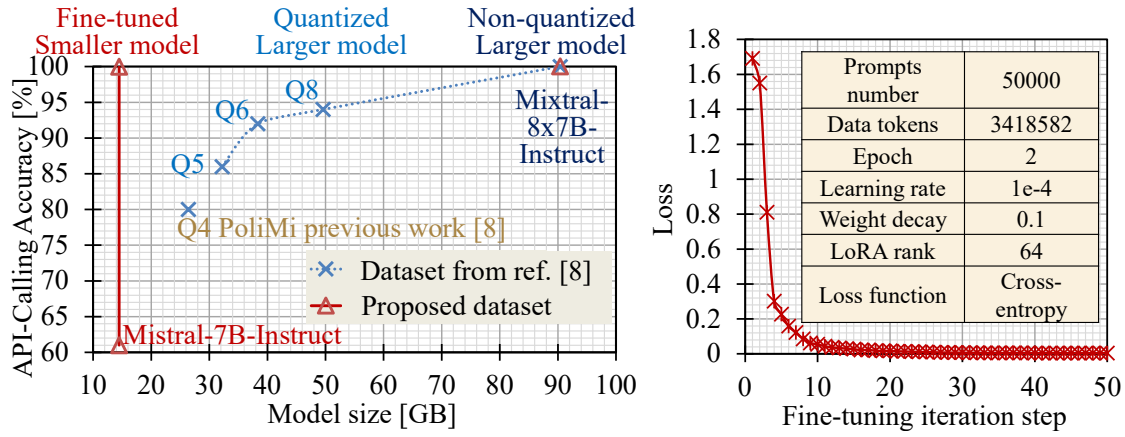 Fine-tuned
Smaller model
Quantized
Larger model
Non-quantized
Larger model
API-Calling Accuracy [%]
100
95
90
85
80
75
70
65
60
Q8
Q6
Q5
Mixtral-
8x7B-
Instruct
Q4 PoliMi previous work [8]
Dataset from ref. [8]
Proposed dataset
Mistral-7B-Instruct
10 20 30 40 50 60 70 80 90 100
Model size [GB]
Loss
1.8
1.6
1.4
1.2
1
0.8
0.6
0.4
0.2
0
Prompts number 50000
Data tokens 3418582
Epoch 2
Learning rate 1e-4
Weight decay 0.1
LoRA rank 64
Loss function Cross-entropy
0 10 20 30 40 50
Fine-tuning iteration step